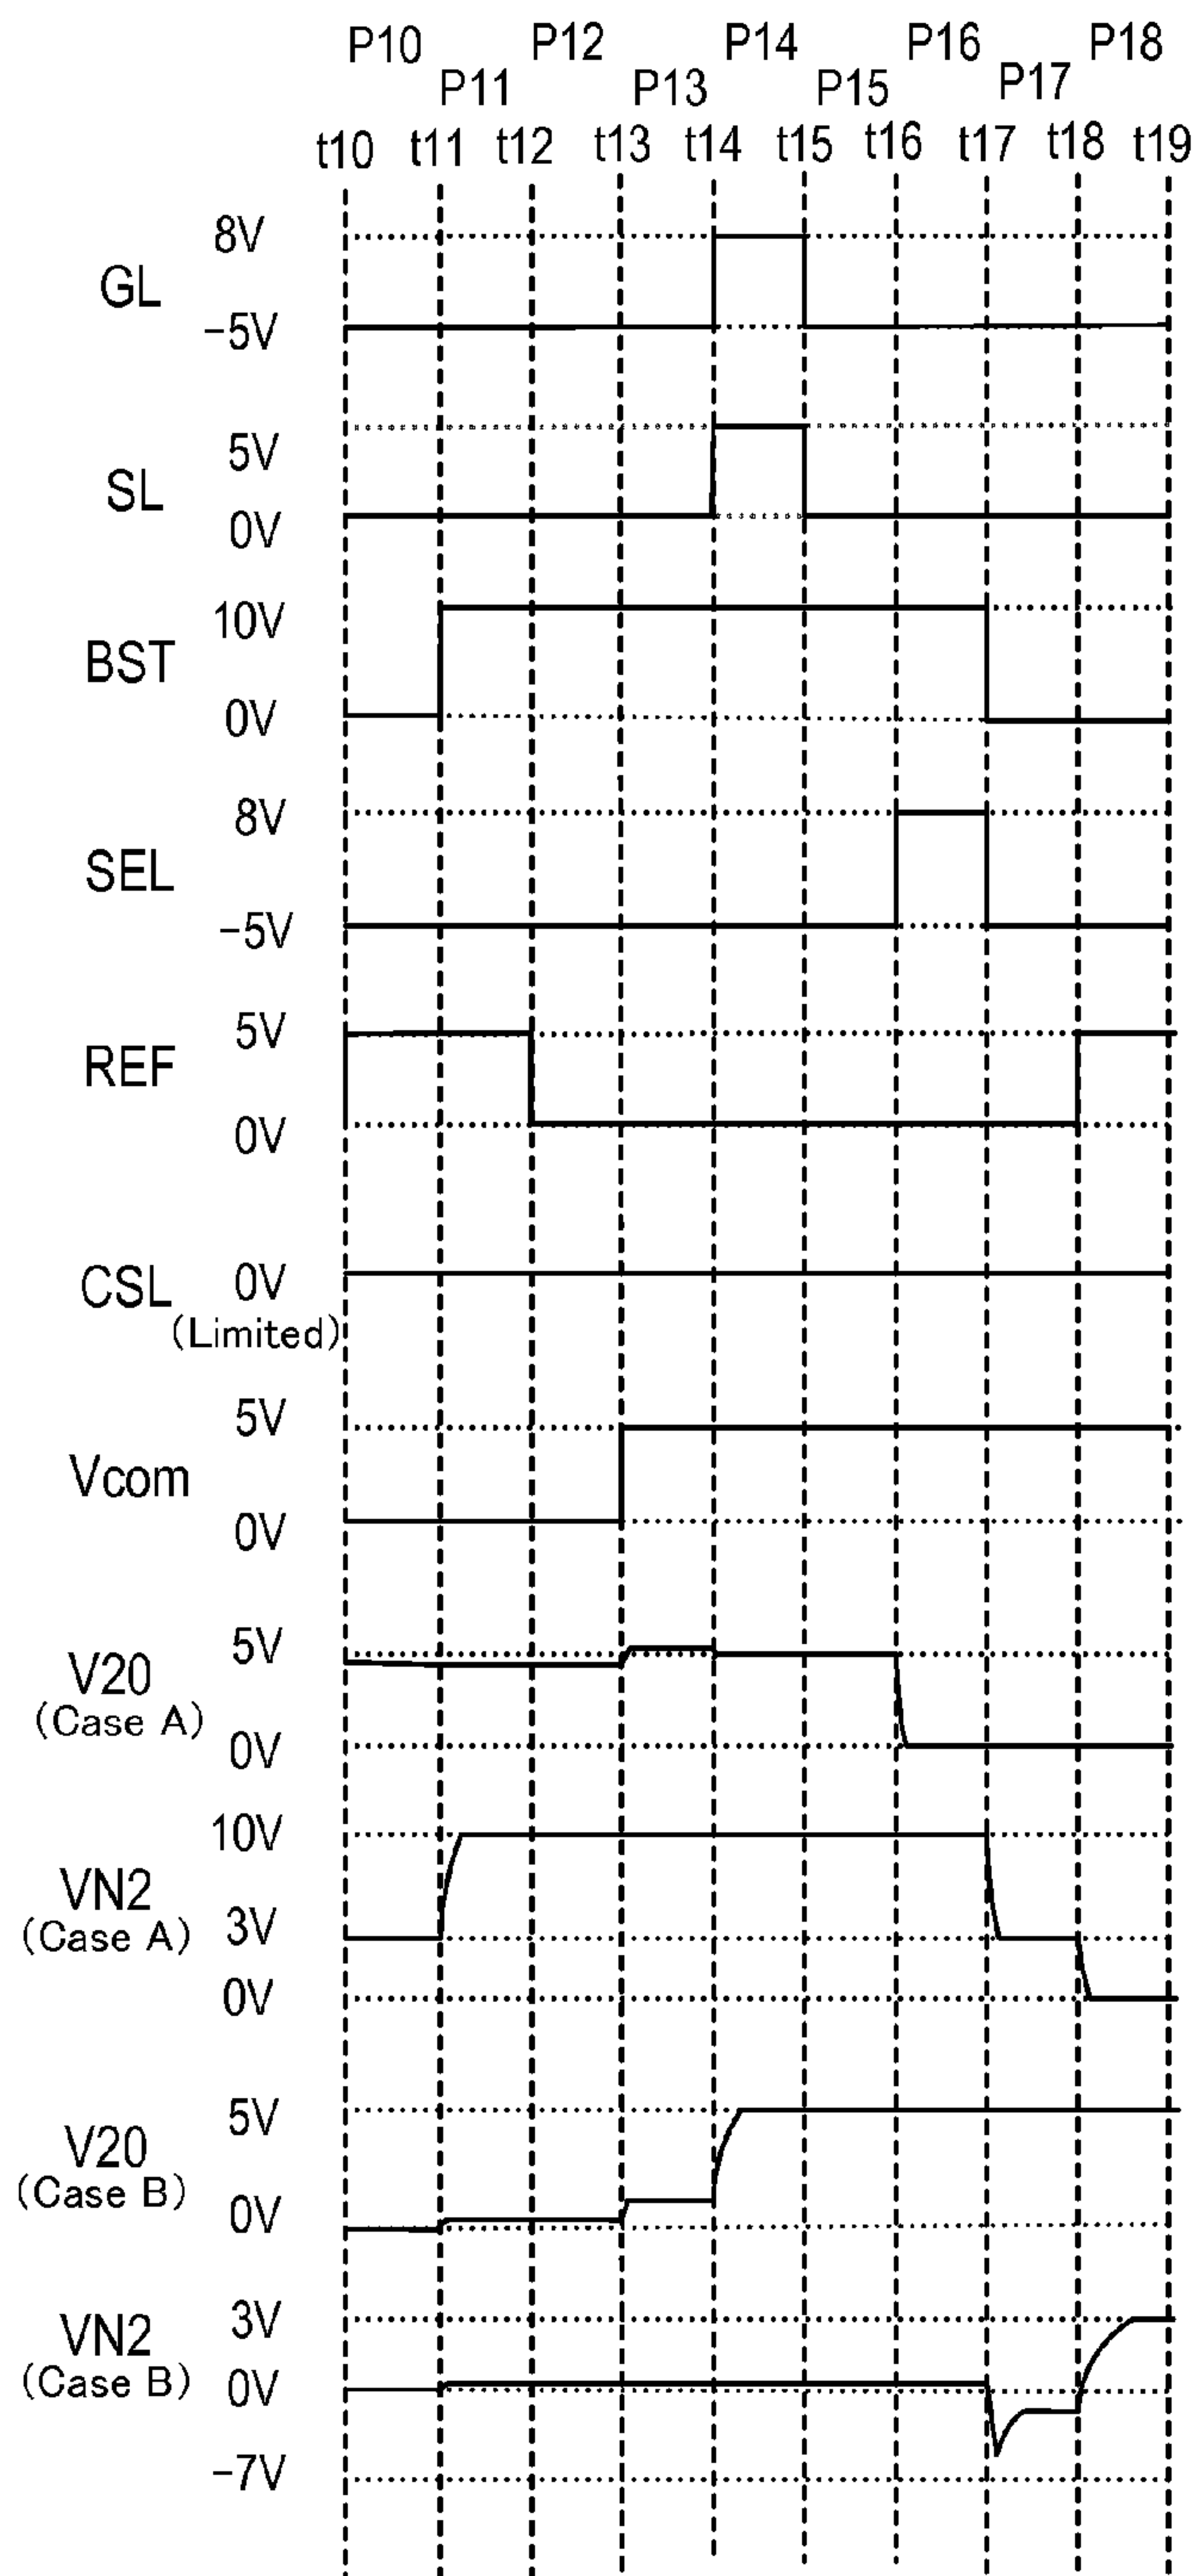 P10 P12 P14 P16 P18
P11 P13 P15 P17
t10 t11 t12 t13 t14 t15 t16 t17 t18 t19
8V
GL
-5V
5V
SL
0V
10V
BST
0V
8V
SEL
-5V
5V
REF
0V
CSL 0V
(Limited)
5V
Vcom
0V
5V
V20
(Case A)
0V
10V
VN2
(Case A) 3V
0V
5V
V20
(Case B)
0V
3V
VN2
(Case B) 0V
-7V